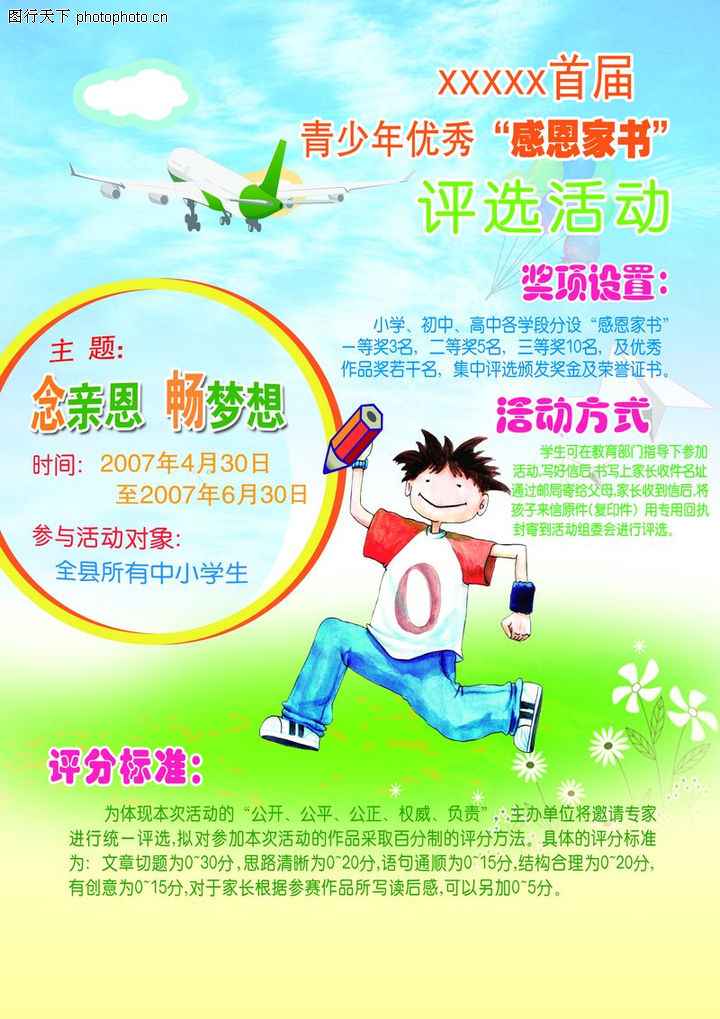 图行天下 photophoto.cn
xxxxx首届
青少年优秀“感恩家书”
评选活动
奖项设置：
小学、初中、高中各学段分设“感恩家书”
一等奖3名，二等奖5名，三等奖10名，及优秀
作品奖若干名，集中评选颁发奖金及荣誉证书。
主 题：
念亲恩 畅梦想
时间：2007年4月30日
至2007年6月30日
参与活动对象：
全县所有中小学生
活动方式
学生可在教育部门指导下参加
活动,写好信后,书写上家长收件名址
通过邮局寄给父母,家长收到信后,将
孩子来信原件(复印件）用专用回执
封寄到活动组委会进行评选。
0
评分标准：
为体现本次活动的“公开、公平、公正、权威、负责”，主办单位将邀请专家
进行统一评选,拟对参加本次活动的作品采取百分制的评分方法。具体的评分标准
为：文章切题为0~30分,思路清晰为0~20分,语句通顺为0~15分,结构合理为0~20分,
有创意为0~15分,对于家长根据参赛作品所写读后感,可以另加0~5分。